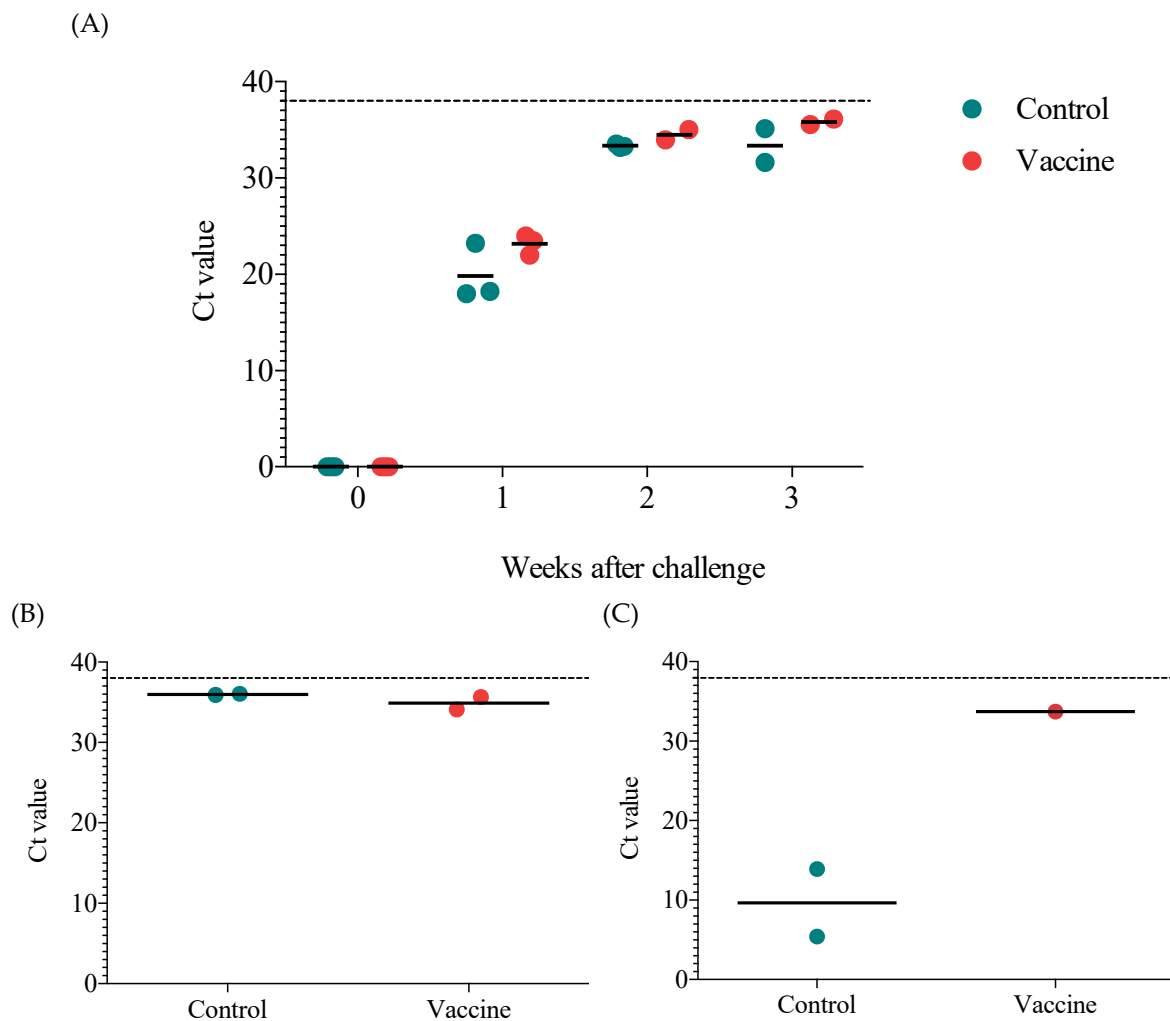 (A)
40
30
20
10
0
Ct value
0 1 2 3
Weeks after challenge
Control
Vaccine
(B)
40
30
20
10
0
Ct value
Control Vaccine
(C)
40
30
20
10
0
Ct value
Control Vaccine